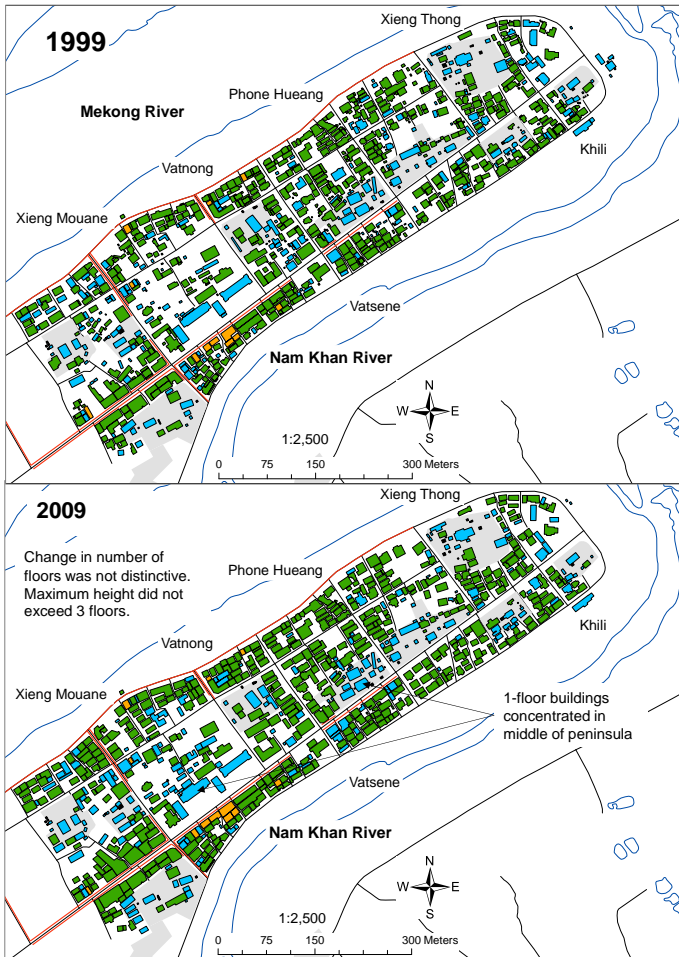 1999
Xieng Thong
Phone Hueang
Mekong River
Khili
Vatnong
Xieng Mouane
Vatsene
Nam Khan River
N
W E
S
1:2,500
0 75 150 300 Meters
2009
Xieng Thong
Change in number of
floors was not distinctive.
Maximum height did not
exceed 3 floors.
Phone Hueang
Khili
Vatnong
Xieng Mouane
1-floor buildings
concentrated in
middle of peninsula
Vatsene
Nam Khan River
N
W E
S
1:2,500
0 75 150 300 Meters